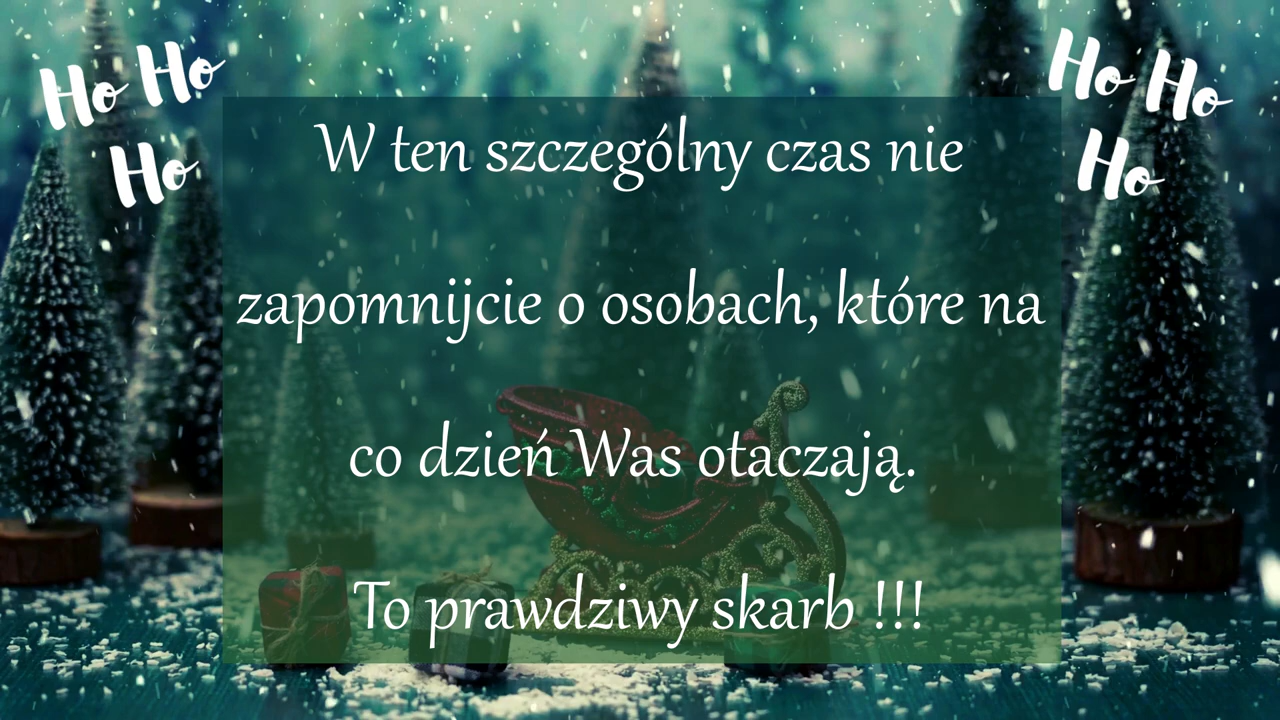 Ho Ho
Ho
Ho Ho
Ho
W ten szczególny czas nie
zapomnijcie o osobach, które na
co dzień Was otaczają.
To prawdziwy skarb !!!